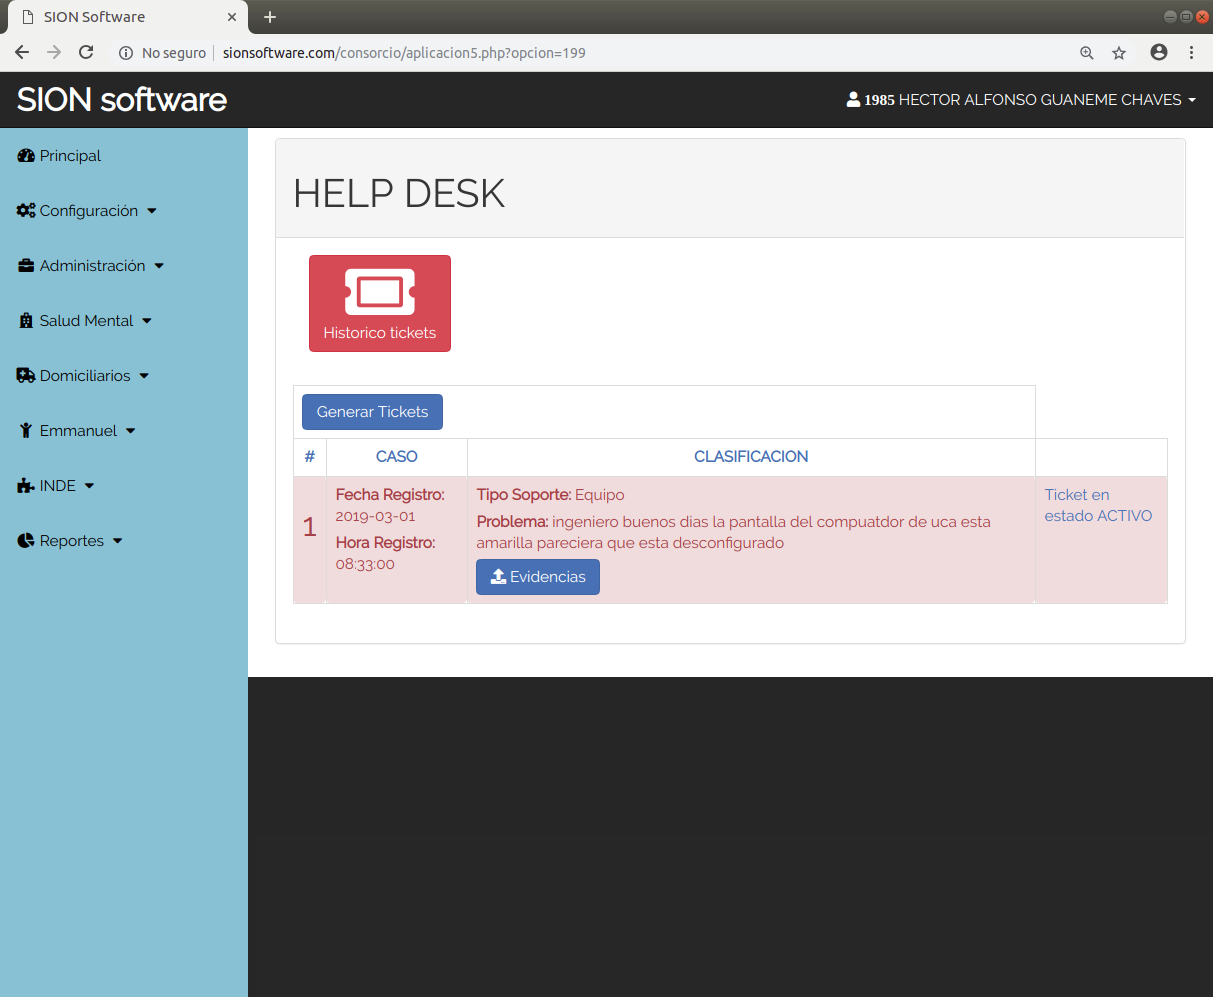 SION Software
No seguro | sionsoftware.com/consorcio/aplicacion5.php?opcion=199
SION software
1985 HECTOR ALFONSO GUANEME CHAVES
Principal
Configuración
Administración
Salud Mental
Domiciliarios
Emmanuel
INDE
Reportes
HELP DESK
Historico tickets
Generar Tickets
# CASO CLASIFICACION
1
Fecha Registro:
2019-03-01
Hora Registro:
08:33:00
Tipo Soporte: Equipo
Problema: ingeniero buenos dias la pantalla del compuatdor de uca esta
amarilla pareciera que esta desconfigurado
Evidencias
Ticket en
estado ACTIVO